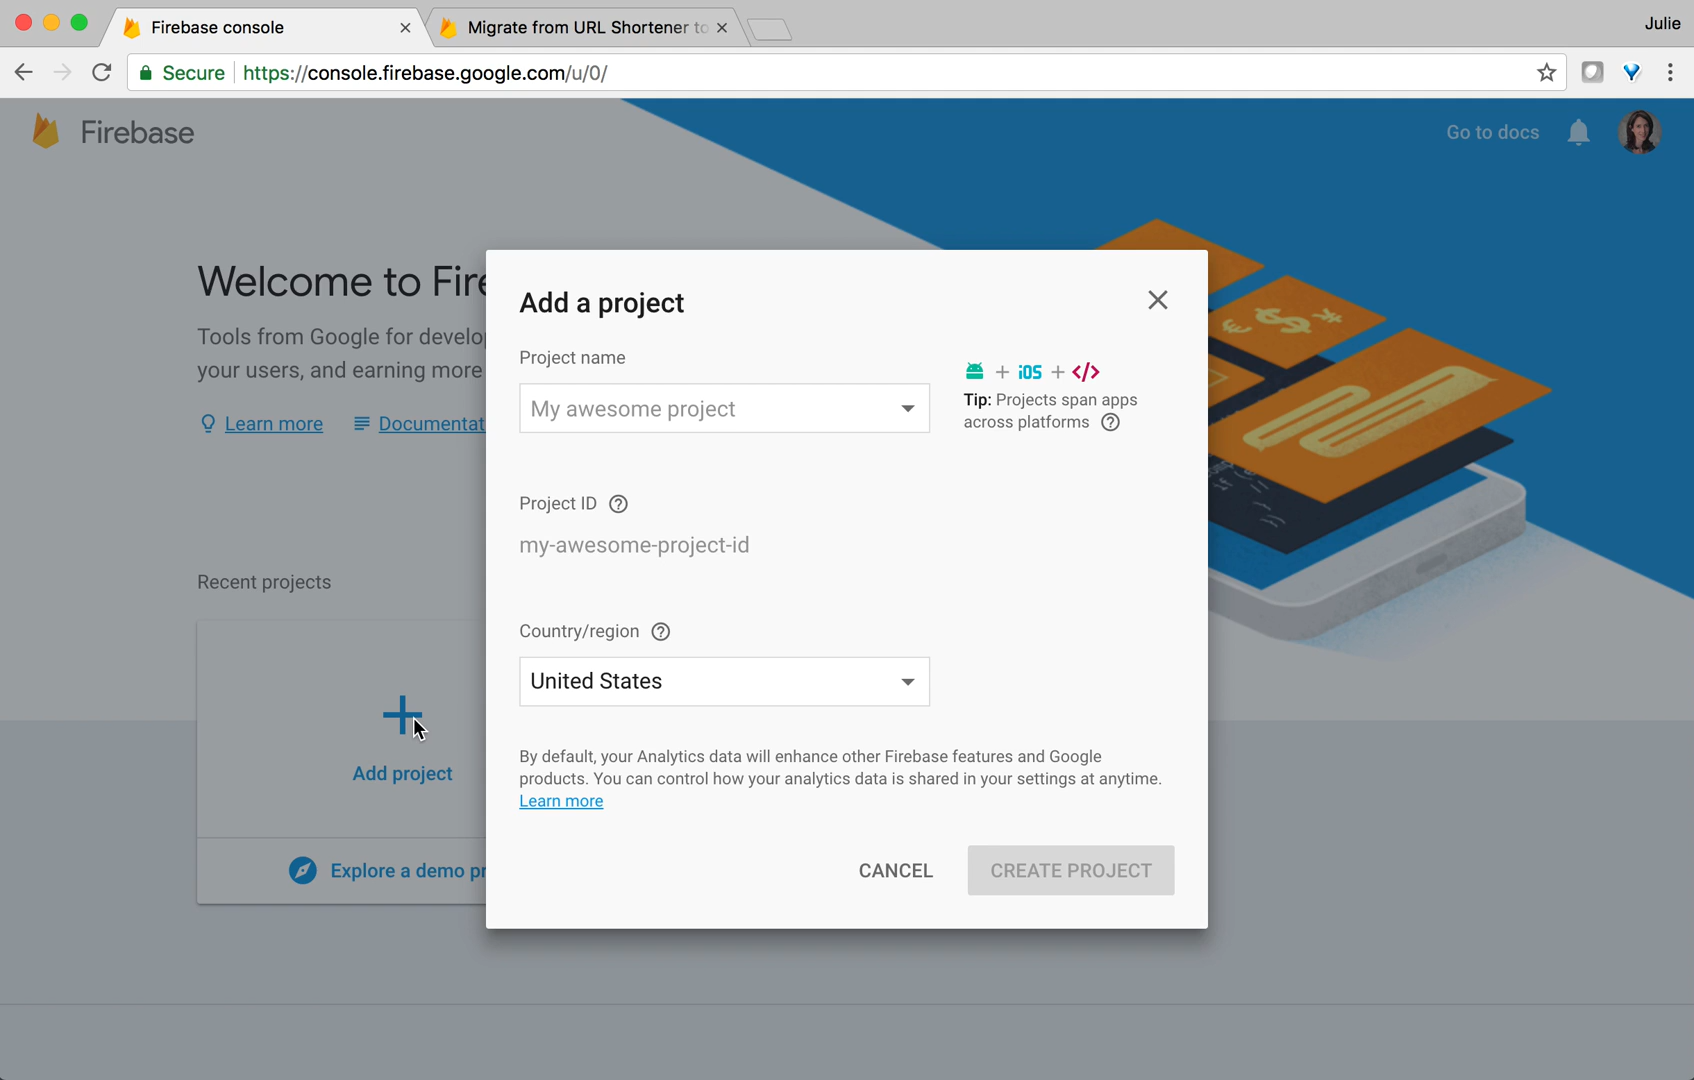 Firebase console
Migrate from URL Shortener to
Julie
Secure
https://console.firebase.google.com/u/0/
Firebase
Go to docs
Welcome to Fire
Tools from Google for develop
your users, and earning more
Learn more
Documentat
Recent projects
Add project
Explore a demo pr
Add a project
Project name
My awesome project
+ iOS + </>
Tip: Projects span apps
across platforms
Project ID
my-awesome-project-id
Country/region
United States
By default, your Analytics data will enhance other Firebase features and Google
products. You can control how your analytics data is shared in your settings at anytime.
Learn more
CANCEL
CREATE PROJECT